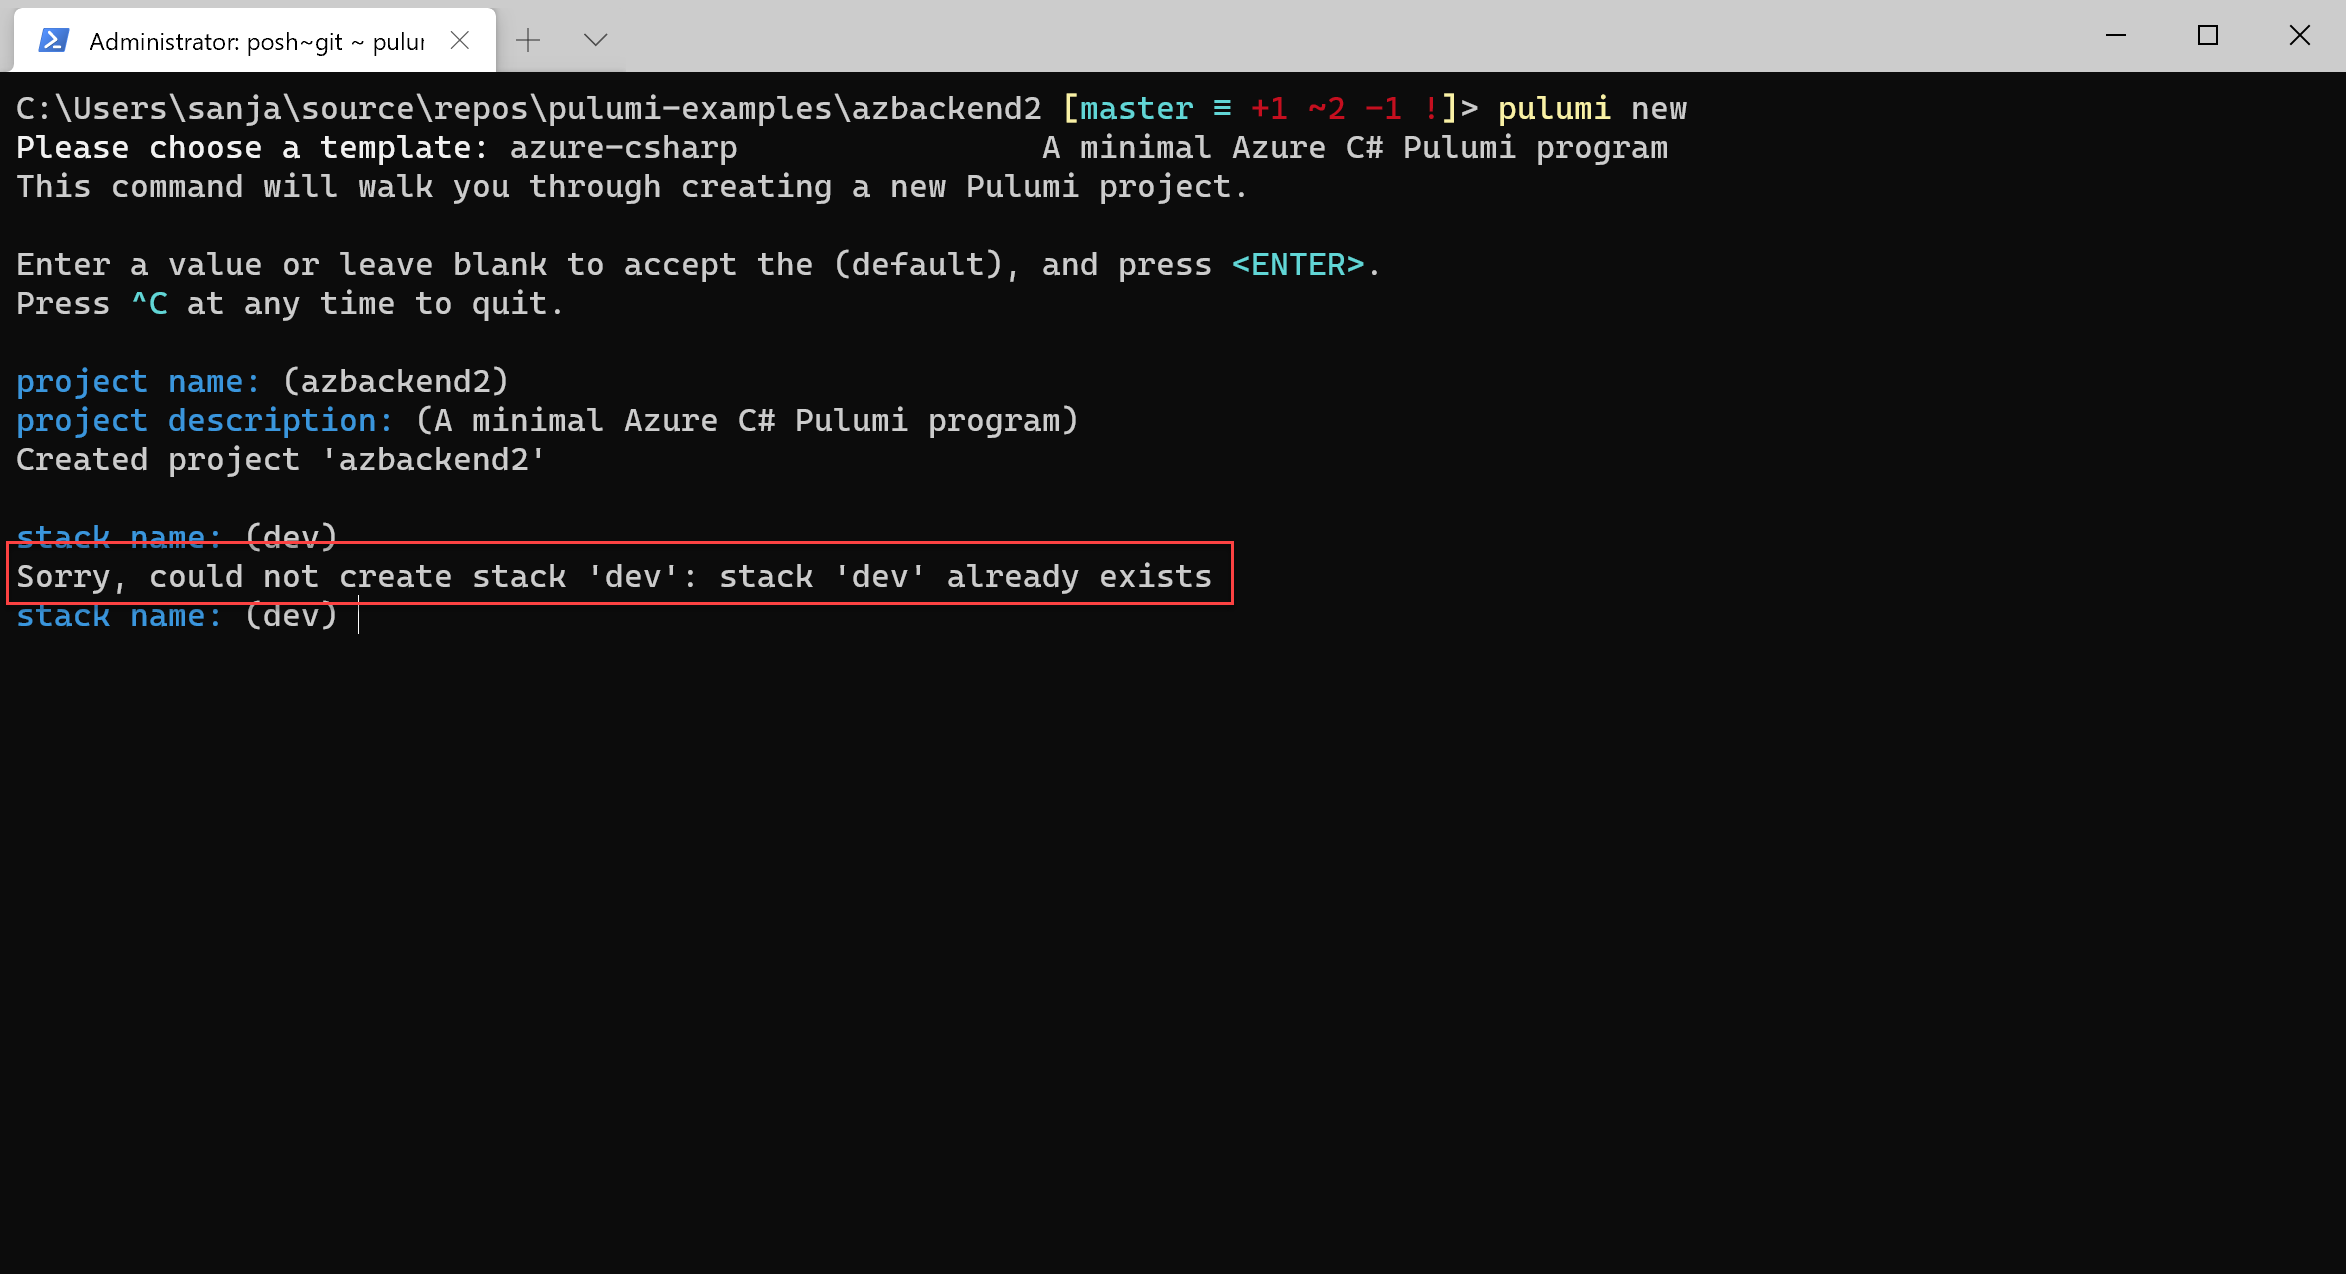 Administrator: posh~git ~ pulur
C:\Users\sanja\source\repos\pulumi-examples\azbackend2 [master ≡ +1 ~2 -1 !]> pulumi new
Please choose a template: azure-csharp                A minimal Azure C# Pulumi program
This command will walk you through creating a new Pulumi project.
Enter a value or leave blank to accept the (default), and press <ENTER>.
Press ^C at any time to quit.
project name: (azbackend2)
project description: (A minimal Azure C# Pulumi program)
Created project 'azbackend2'
stack name: (dev)
Sorry, could not create stack 'dev': stack 'dev' already exists
stack name: (dev)